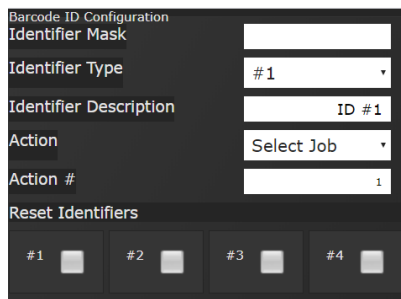 Barcode ID Configuration
Identifier Mask
Identifier Type #1
Identifier Description ID #1
Action Select Job
Action # 1
Reset Identifiers
#1 #2 #3 #4